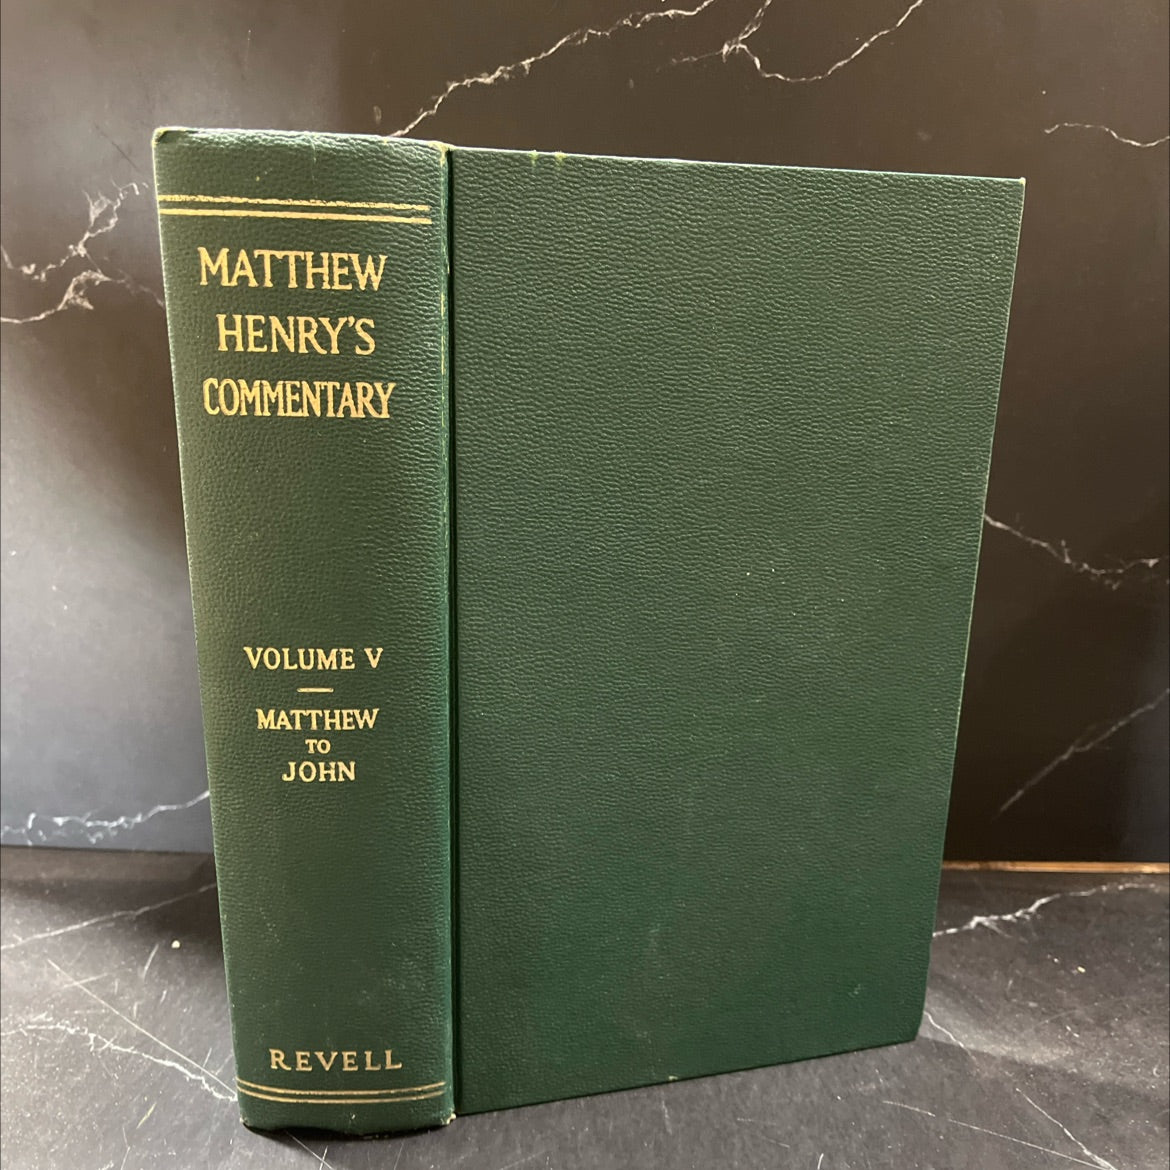 MATTHEW
HENRY'S
COMMENTARY
VOLUME V
MATTHEW
TO
JOHN
REVELL